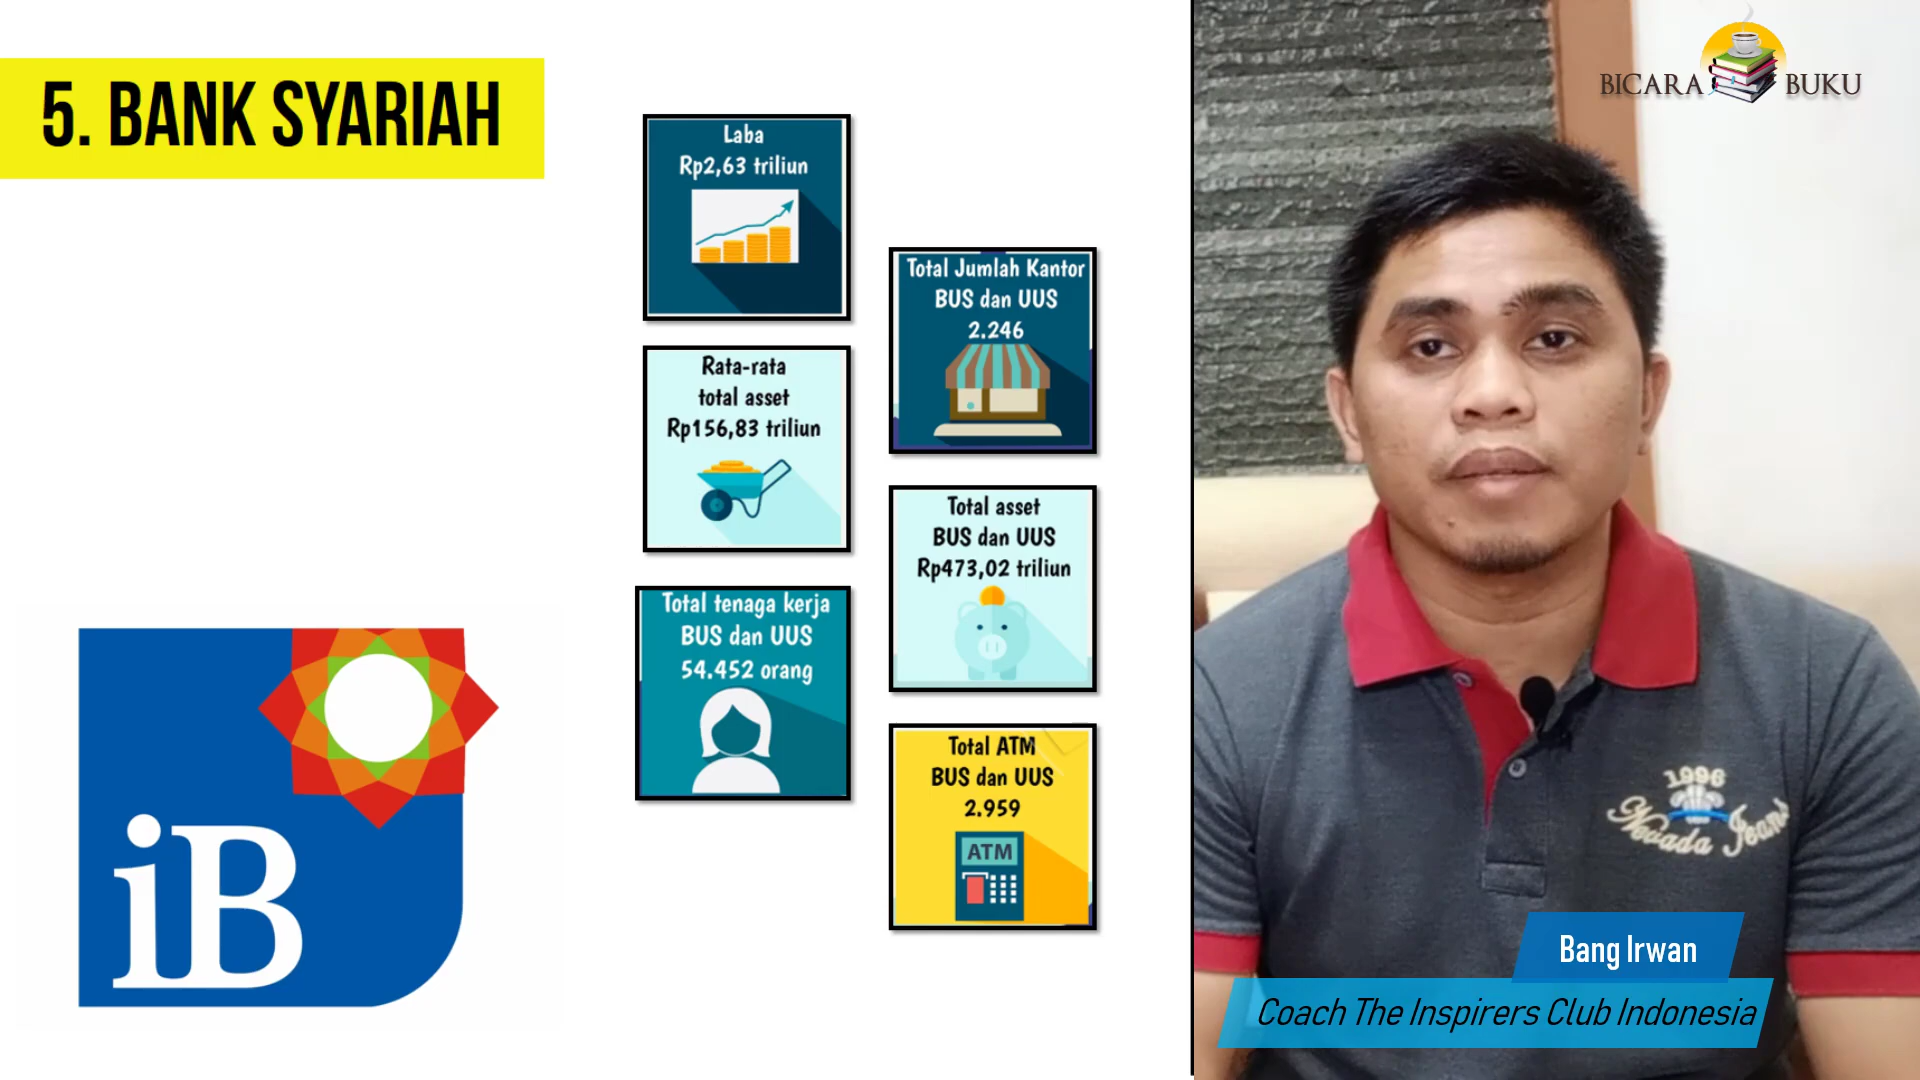 5. BANK SYARIAH
Laba
Rp2,63 triliun
Rata-rata
total asset
Rp156,83 triliun
Total tenaga kerja
BUS dan UUS
54.452 orang
Total Jumlah Kantor
BUS dan UUS
2.246
Total asset
BUS dan UUS
Rp473,02 triliun
Total ATM
BUS dan UUS
2.959
ATM
iB
BICARA BUKU
1996
Nevada Jeans
Bang Irwan
Coach The Inspirers Club Indonesia